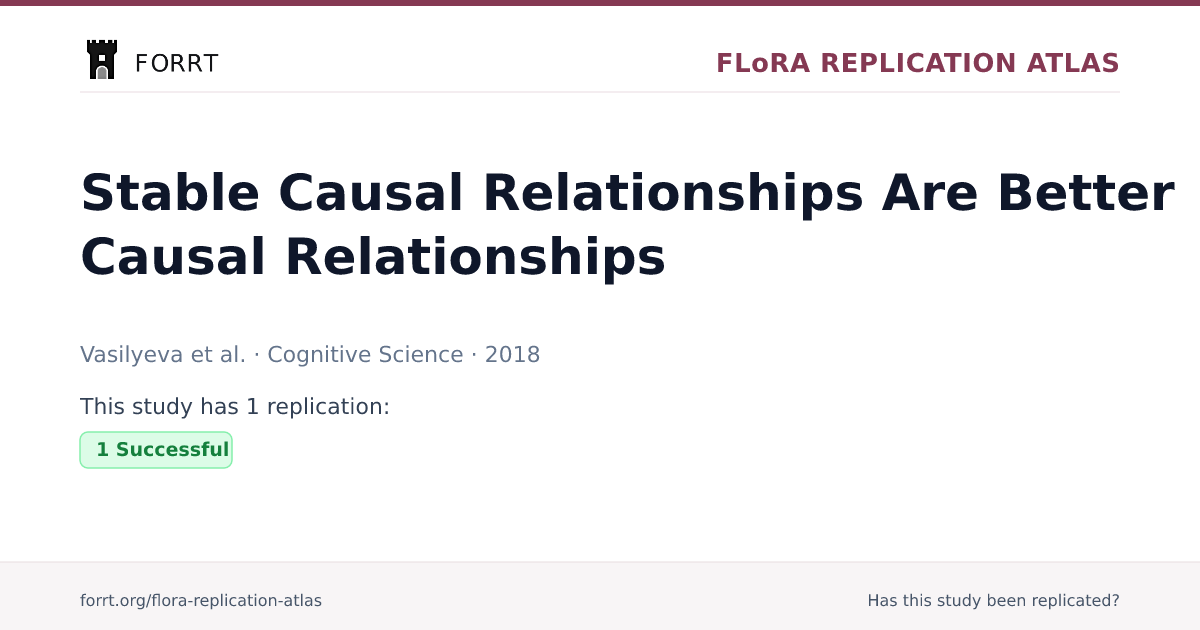 FORRT
FLoRA REPLICATION ATLAS
Stable Causal Relationships Are Better
Causal Relationships
Vasilyeva et al. · Cognitive Science · 2018
This study has 1 replication:
1 Successful
forrt.org/flora-replication-atlas
Has this study been replicated?